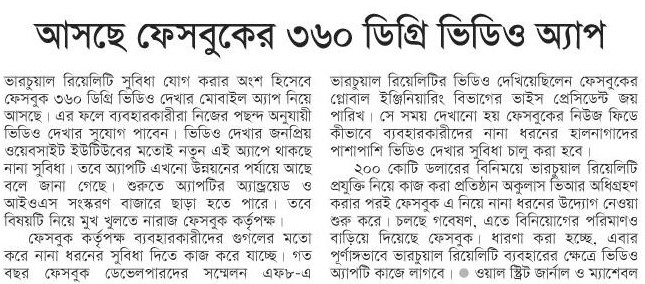 আসছে ফেসবুকের ৩৬০ ডিগ্রি ভিডিও অ্যাপ
ভারচুয়াল রিয়েলিটি সুবিধা যোগ করার অংশ হিসেবে
ফেসবুক ৩৬০ ডিগ্রি ভিডিও দেখার মোবাইল অ্যাপ নিয়ে
আসছে। এর ফলে ব্যবহারকারীরা নিজের পছন্দ অনুযায়ী
ভিডিও দেখার সুযোগ পাবেন। ভিডিও দেখার জনপ্রিয়
ওয়েবসাইট ইউটিউবের মতোই নতুন এই অ্যাপে থাকছে
নানা সুবিধা। তবে অ্যাপটি এখনো উন্নয়নের পর্যায়ে আছে
বলে জানা গেছে। শুরুতে অ্যাপটির অ্যান্ড্রয়েড ও
আইওএস সংস্করণ বাজারে ছাড়া হতে পারে। তবে
বিষয়টি নিয়ে মুখ খুলতে নারাজ ফেসবুক কর্তৃপক্ষ।
ফেসবুক কর্তৃপক্ষ ব্যবহারকারীদের গুগলের মতো
করে নানা ধরনের সুবিধা দিতে কাজ করে যাচ্ছে। গত
বছর ফেসবুক ডেভেলপারদের সম্মেলন এফ৮-এ
ভারচুয়াল রিয়েলিটির ভিডিও দেখিয়েছিলেন ফেসবুকের
গ্লোবাল ইঞ্জিনিয়ারিং বিভাগের ভাইস প্রেসিডেন্ট জয়
পারিখ। সে সময় দেখানো হয় ফেসবুকের নিউজ ফিডে
কীভাবে ব্যবহারকারীদের নানা ধরনের হালনাগাদের
পাশাপাশি ভিডিও দেখার সুবিধা চালু করা হবে।
২০০ কোটি ডলারের বিনিময়ে ভারচুয়াল রিয়েলিটি
প্রযুক্তি নিয়ে কাজ করা প্রতিষ্ঠান অকুলাস ভিআর অধিগ্রহণ
করার পরই ফেসবুক এ নিয়ে নানা ধরনের উদ্যোগ নেওয়া
শুরু করে। চলছে গবেষণা, এতে বিনিয়োগের পরিমাণও
বাড়িয়ে দিয়েছে ফেসবুক। ধারণা করা হচ্ছে, এবার
পূর্ণাঙ্গভাবে ভারচুয়াল রিয়েলিটি ব্যবহারের ক্ষেত্রে ভিডিও
অ্যাপটি কাজে লাগবে। ● ওয়াল স্ট্রিট জার্নাল ও ম্যাশেবল